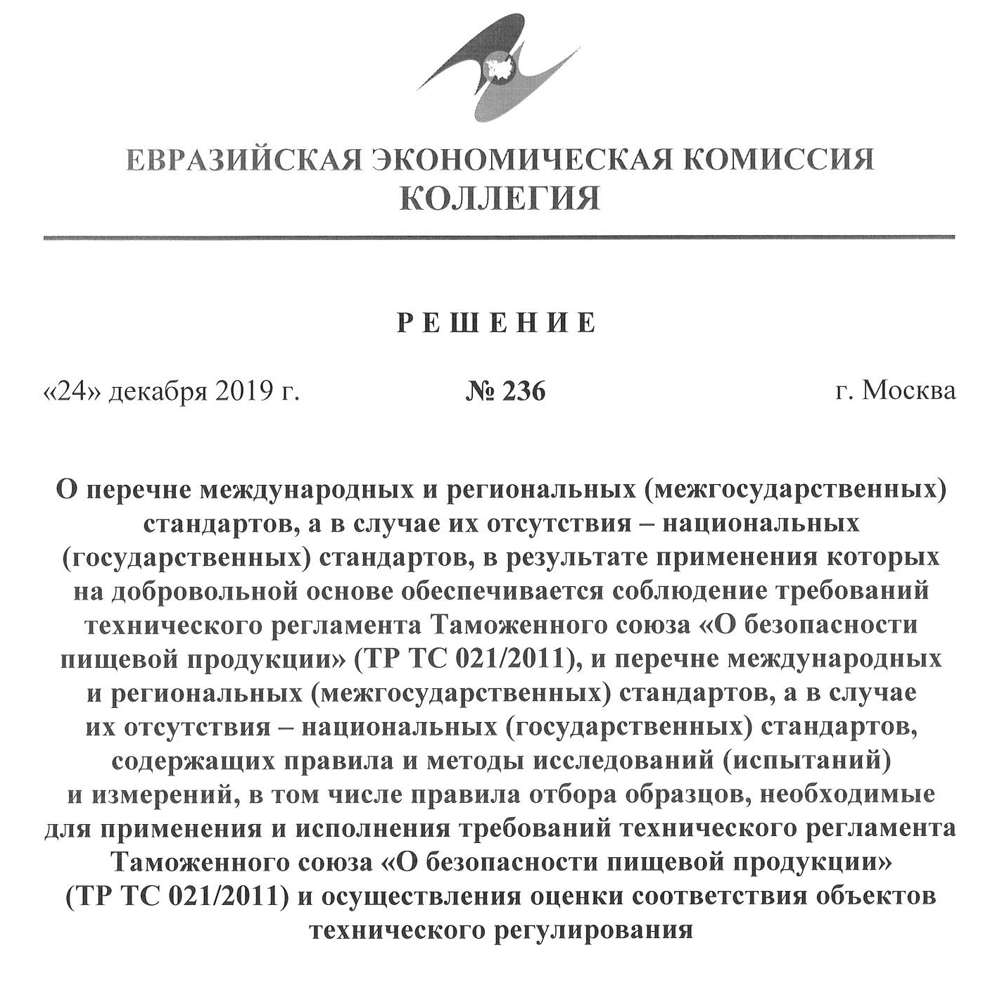 ЕВРАЗИЙСКАЯ ЭКОНОМИЧЕСКАЯ КОМИССИЯ
КОЛЛЕГИЯ
Р Е Ш Е Н И Е
«24» декабря 2019 г. № 236 г. Москва
О перечне международных и региональных (межгосударственных)
стандартов, а в случае их отсутствия – национальных
(государственных) стандартов, в результате применения которых
на добровольной основе обеспечивается соблюдение требований
технического регламента Таможенного союза «О безопасности
пищевой продукции» (ТР ТС 021/2011), и перечне международных
и региональных (межгосударственных) стандартов, а в случае
их отсутствия – национальных (государственных) стандартов,
содержащих правила и методы исследований (испытаний)
и измерений, в том числе правила отбора образцов, необходимые
для применения и исполнения требований технического регламента
Таможенного союза «О безопасности пищевой продукции»
(ТР ТС 021/2011) и осуществления оценки соответствия объектов
технического регулирования